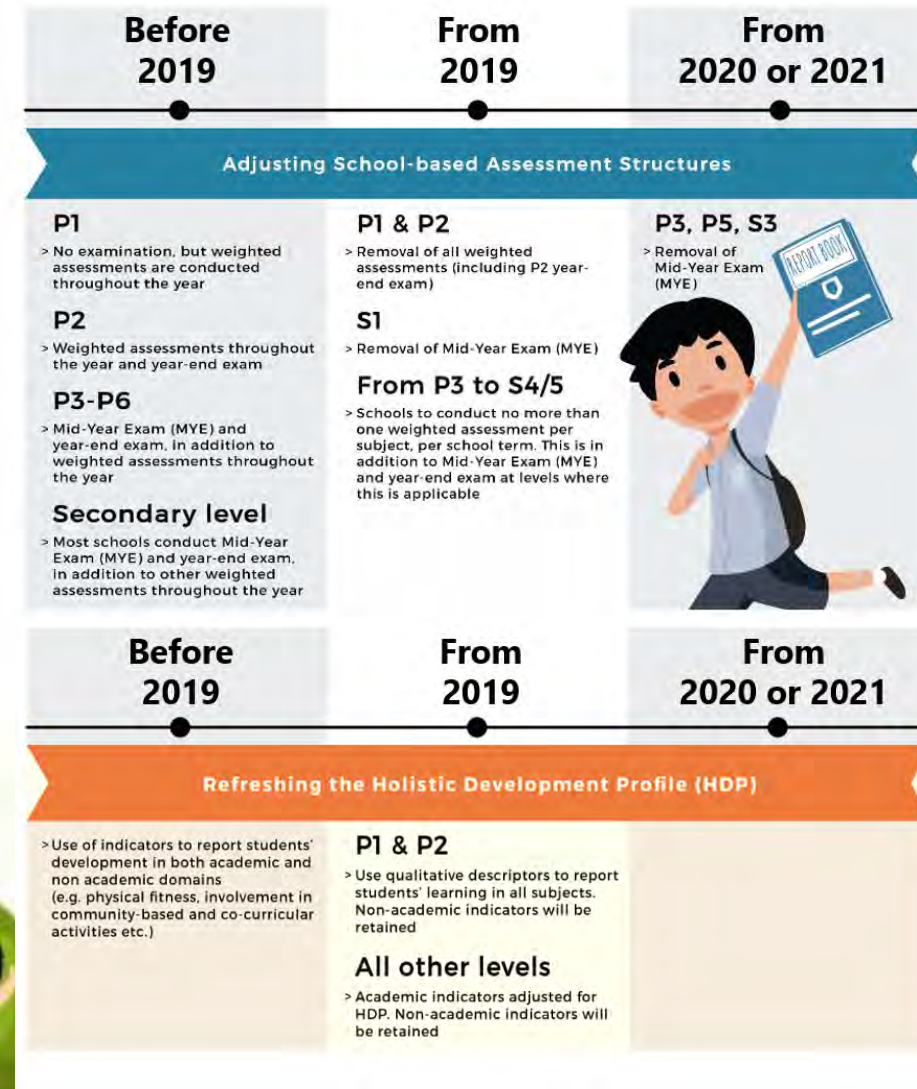 Before
2019
From
2019
From
2020 or 2021
Adjusting School-based Assessment Structures
P1
> No examination, but weighted
assessments are conducted
throughout the year
P2
> Weighted assessments throughout
the year and year-end exam
P3-P6
> Mid-Year Exam (MYE) and
year-end exam, in addition to
weighted assessments throughout
the year
Secondary level
> Most schools conduct Mid-Year
Exam (MYE) and year-end exam,
in addition to other weighted
assessments throughout the year
P1 & P2
> Removal of all weighted
assessments (including P2 year-
end exam)
S1
> Removal of Mid-Year Exam (MYE)
From P3 to S4/5
> Schools to conduct no more than
one weighted assessment per
subject, per school term. This is in
addition to Mid-Year Exam (MYE)
and year-end exam at levels where
this is applicable
P3, P5, S3
> Removal of
Mid-Year Exam
(MYE)
REPORT BOOK
Before
2019
From
2019
From
2020 or 2021
Refreshing the Holistic Development Profile (HDP)
> Use of indicators to report students'
development in both academic and
non academic domains
(e.g. physical fitness, involvement in
community-based and co-curricular
activities etc.)
P1 & P2
> Use qualitative descriptors to report
students' learning in all subjects.
Non-academic indicators will be
retained
All other levels
> Academic indicators adjusted for
HDP. Non-academic indicators will
be retained